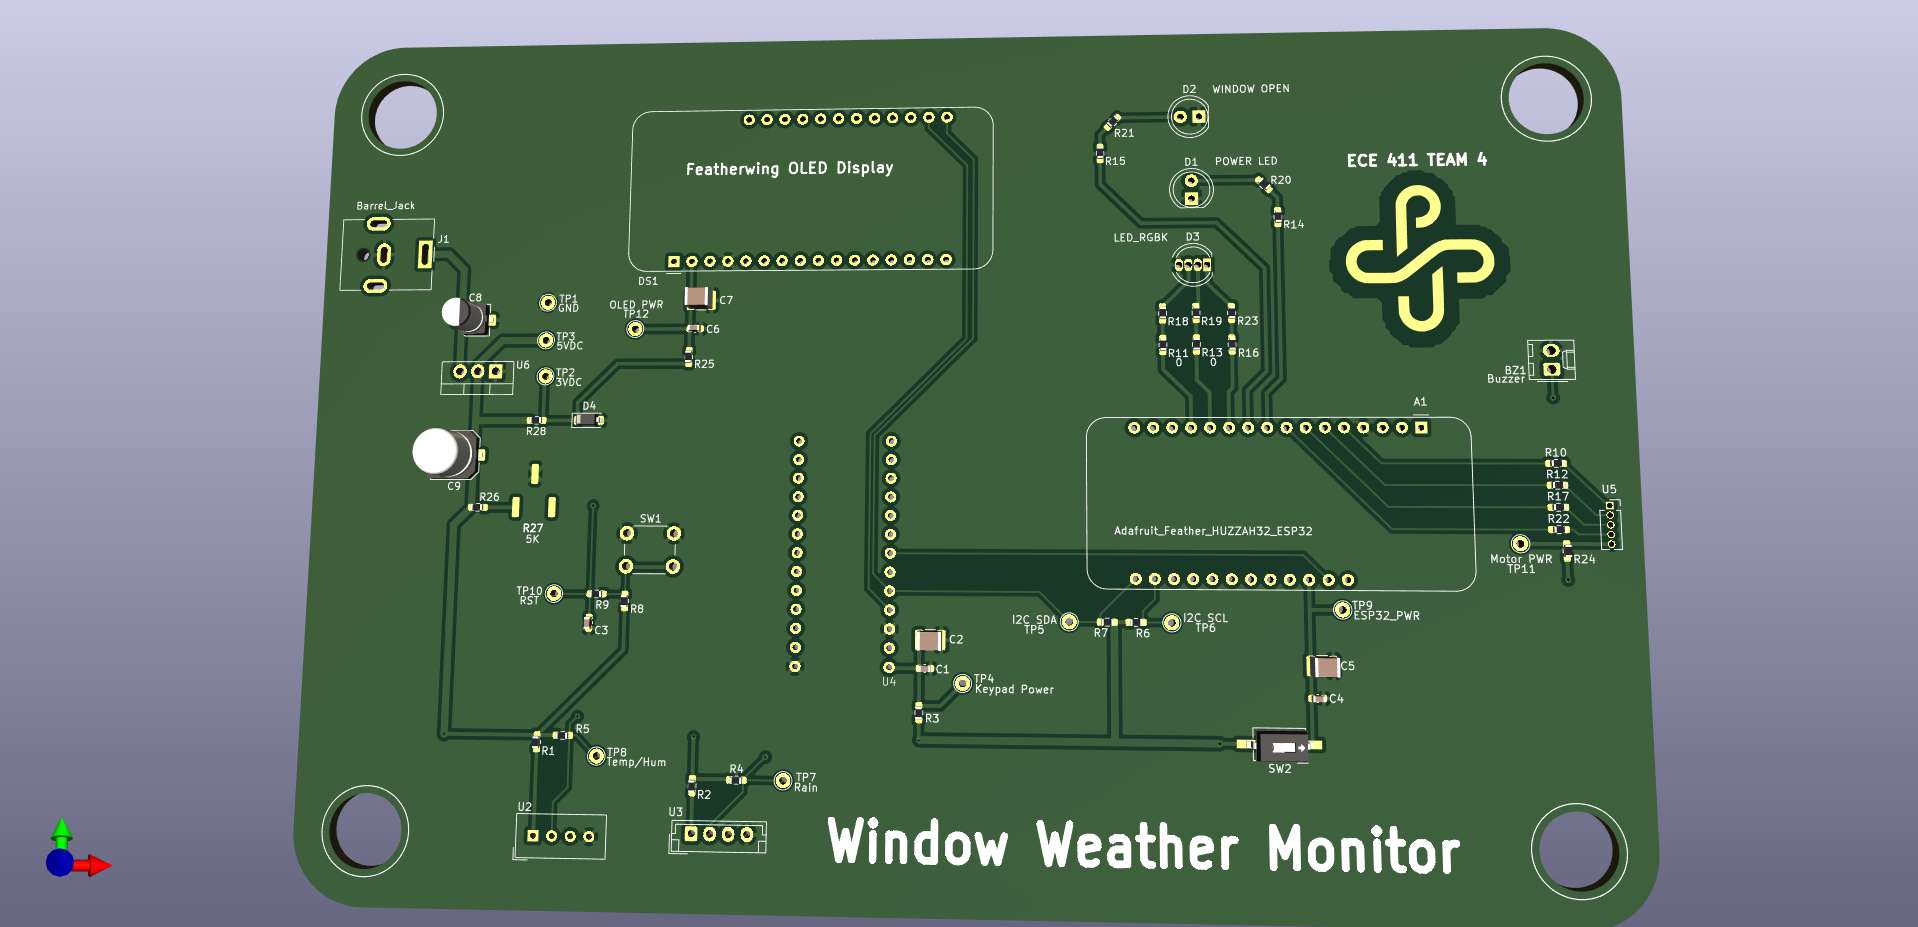 D2 WINDOW OPEN
R21
R15
ECE 411 TEAM 4
D1 POWER LED
R20
Featherwing OLED Display
Barrel_Jack
R14
J1
LED_RGBK D3
DS1
C8
TP1
GND
OLED PWR
TP12
C7
C6
R18 R19 R23
TP3
5VDC
R25
R11 R13 R16
0 0
U6
TP2
3VDC
BZ1
Buzzer
D4
A1
R28
R10
R12
C9
R26
R17
U5
R27
5K
SW1
R22
Adafruit_Feather_HUZZAH32_ESP32
Motor PWR
TP11
R24
TP10
RST
R9
R8
C3
I2C_SDA
TP5
R7 R6
I2C_SCL
TP6
TP9
ESP32_PWR
C2
C1
U4
TP4
Keypad Power
C5
C4
R3
R5
R1
TP8
Temp/Hum
SW2
R4
TP7
Rain
R2
U2
U3
Window Weather Monitor